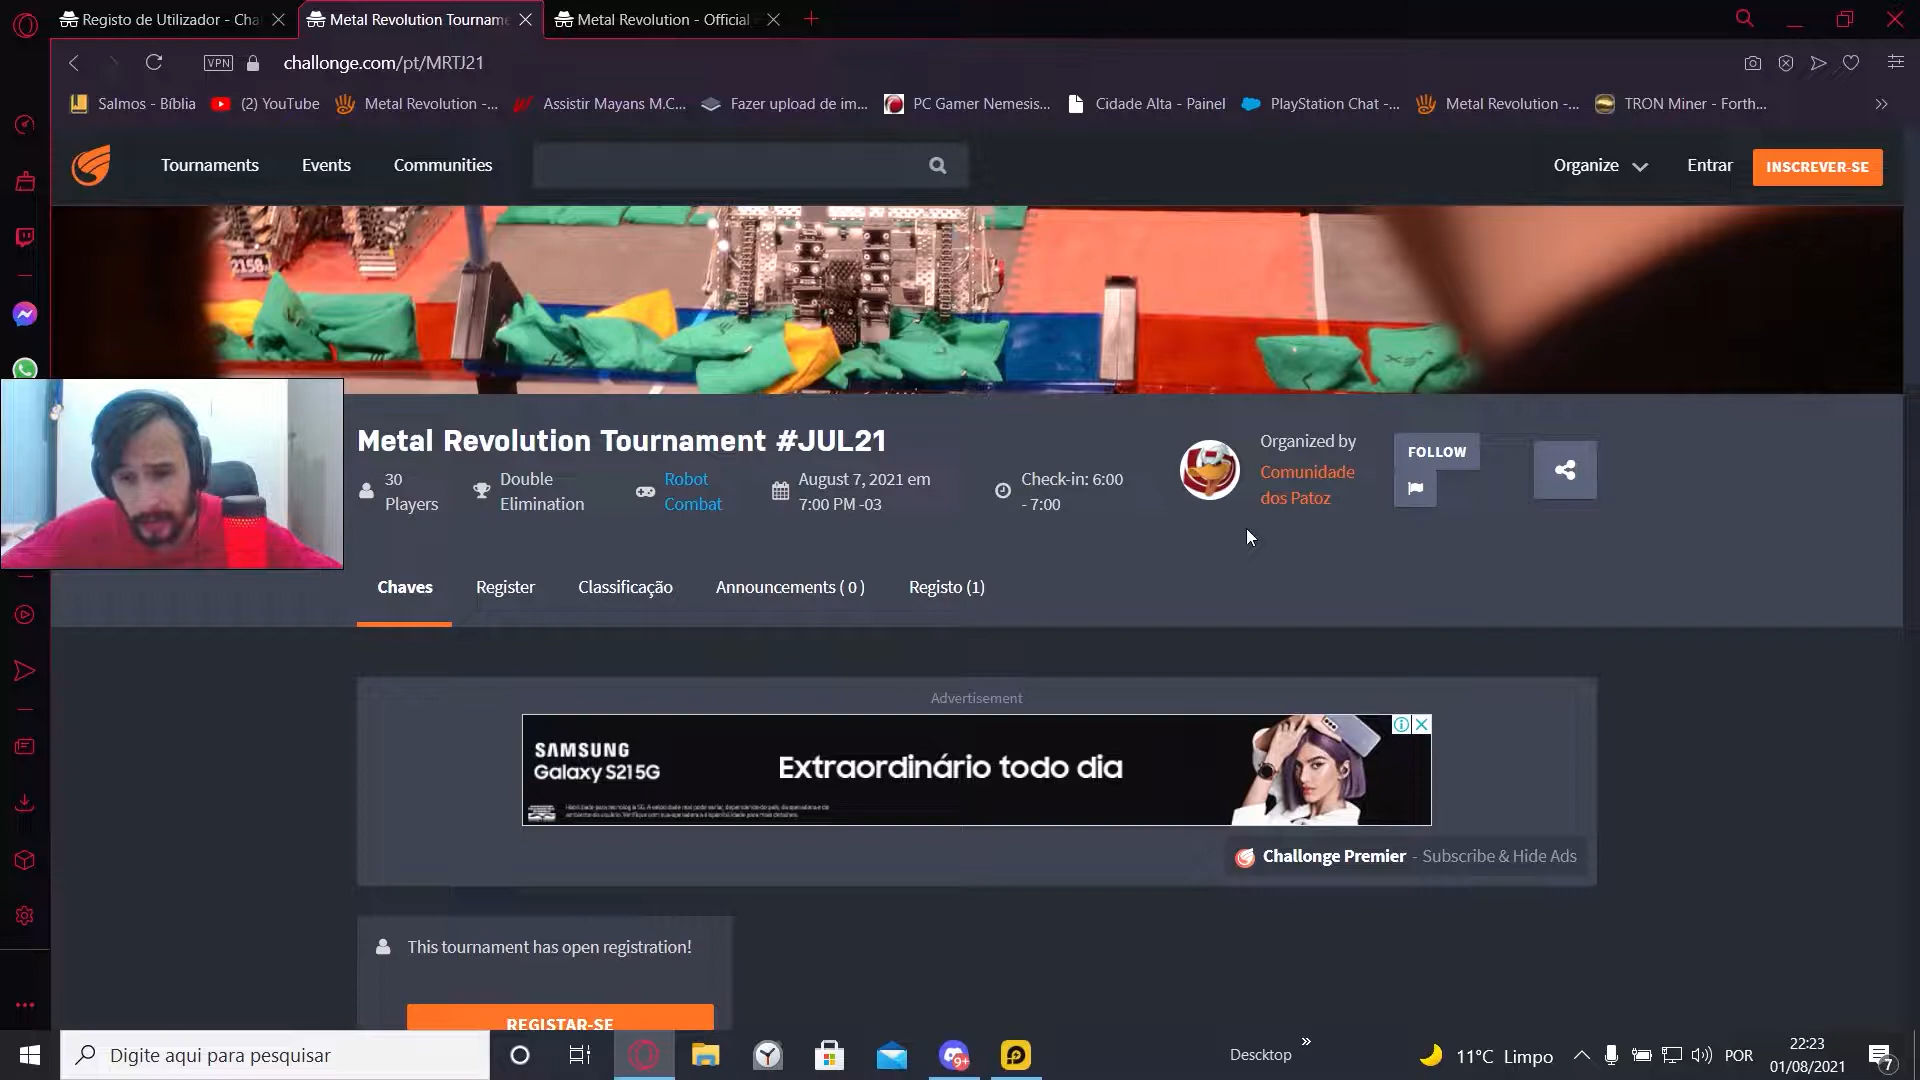 Registo de Utilizador - Cha
Metal Revolution Tourname
Metal Revolution - Official
VPN
challonge.com/pt/MRTJ21
Salmos - Bíblia
(2) YouTube
Metal Revolution -...
Assistir Mayans M.C...
Fazer upload de im...
PC Gamer Nemesis...
Cidade Alta - Painel
PlayStation Chat -...
Metal Revolution -...
TRON Miner - Forth...
Tournaments
Events
Communities
Organize
Entrar
INSCREVER-SE
2158
Metal Revolution Tournament #JUL21
30
Players
Double
Elimination
Robot
Combat
August 7, 2021 em
7:00 PM -03
Check-in: 6:00
- 7:00
Organized by
Comunidade
dos Patoz
FOLLOW
Chaves
Register
Classificação
Announcements ( 0 )
Registo (1)
Advertisement
SAMSUNG
Galaxy S21 5G
Extraordinário todo dia
Challonge Premier - Subscribe & Hide Ads
This tournament has open registration!
REGISTAR-SE
Digite aqui para pesquisar
9+
Descktop
11°C Limpo
POR
22:23
01/08/2021
7